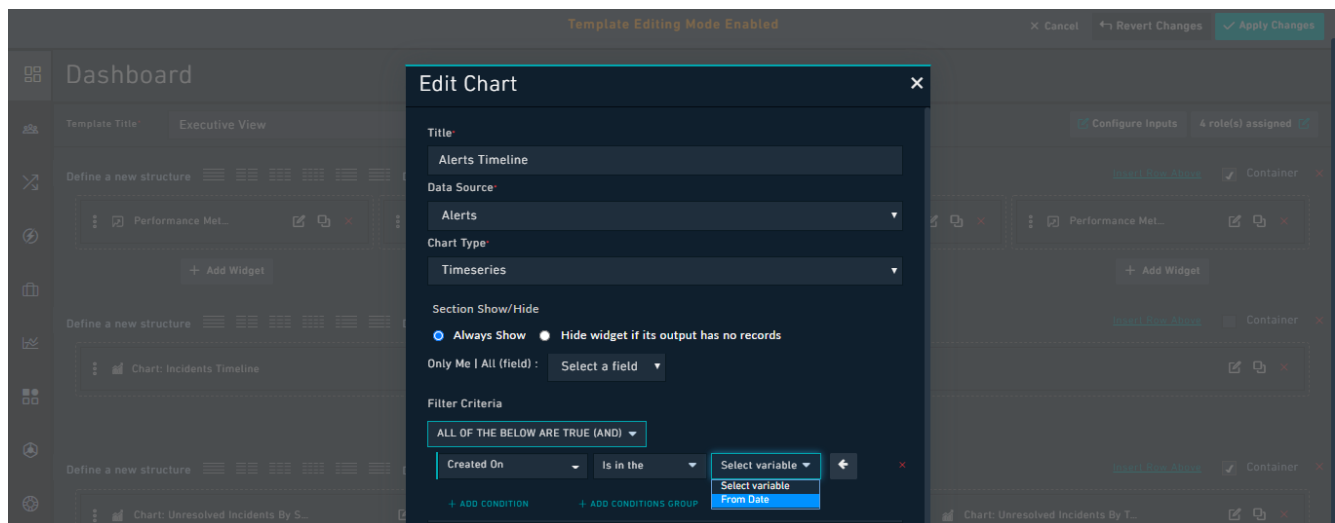 Template Editing Mode Enabled
Cancel
Revert Changes
Apply Changes
Dashboard
Template Title*
Executive View
Configure Inputs
4 role(s) assigned
Edit Chart
Title*
Alerts Timeline
Data Source*
Alerts
Chart Type*
Timeseries
Section Show/Hide
Always Show
Hide widget if its output has no records
Only Me | All (field) :
Select a field
Filter Criteria
ALL OF THE BELOW ARE TRUE (AND)
Created On
Is in the
Select variable
Select variable
From Date
+ ADD CONDITION
+ ADD CONDITIONS GROUP
Define a new structure
Insert Row Above
Container
Performance Met...
Performance Met...
+ Add Widget
+ Add Widget
Define a new structure
Insert Row Above
Container
Chart: Incidents Timeline
Define a new structure
Insert Row Above
Container
Chart: Unresolved Incidents By S...
Chart: Unresolved Incidents By T...